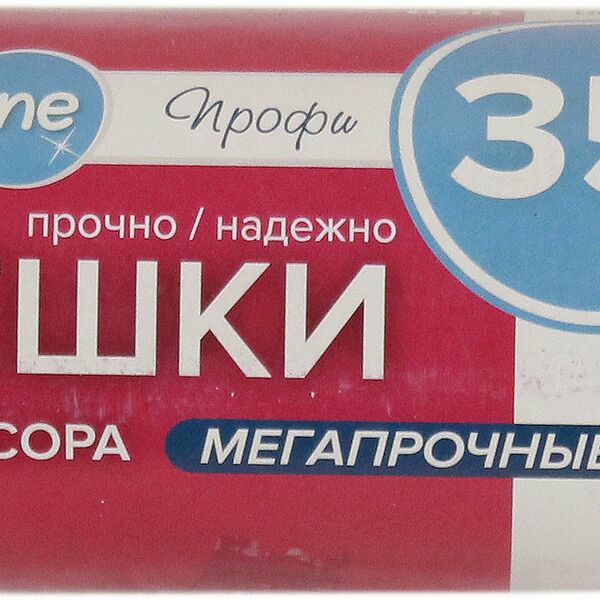 ne
Профи
35
прочно / надежно
ШКИ
СОРА
МЕГАПРОЧНЫЕ